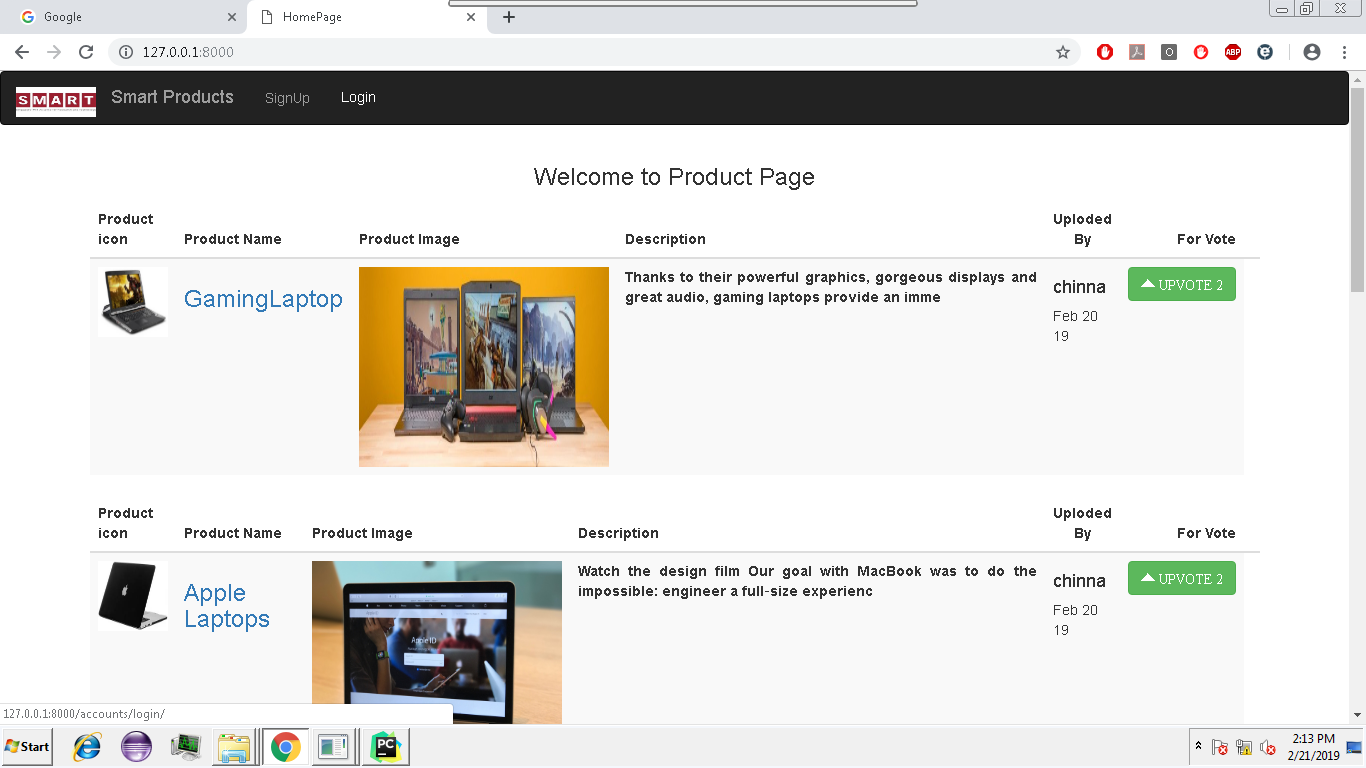 Google
HomePage
127.0.0.1:8000
ABP
SMART
Smart Products
SignUp
Login
Welcome to Product Page
Product icon
Product Name
Product Image
Description
Uploded By
For Vote
GamingLaptop
Thanks to their powerful graphics, gorgeous displays and
great audio, gaming laptops provide an imme
chinna
Feb 20
19
UPVOTE 2
Product icon
Product Name
Product Image
Description
Uploded By
For Vote
Apple
Laptops
Apple ID
Watch the design film Our goal with MacBook was to do the
impossible: engineer a full-size experienc
chinna
Feb 20
19
UPVOTE 2
127.0.0.1:8000/accounts/login/
Start
PC
2:13 PM
2/21/2019